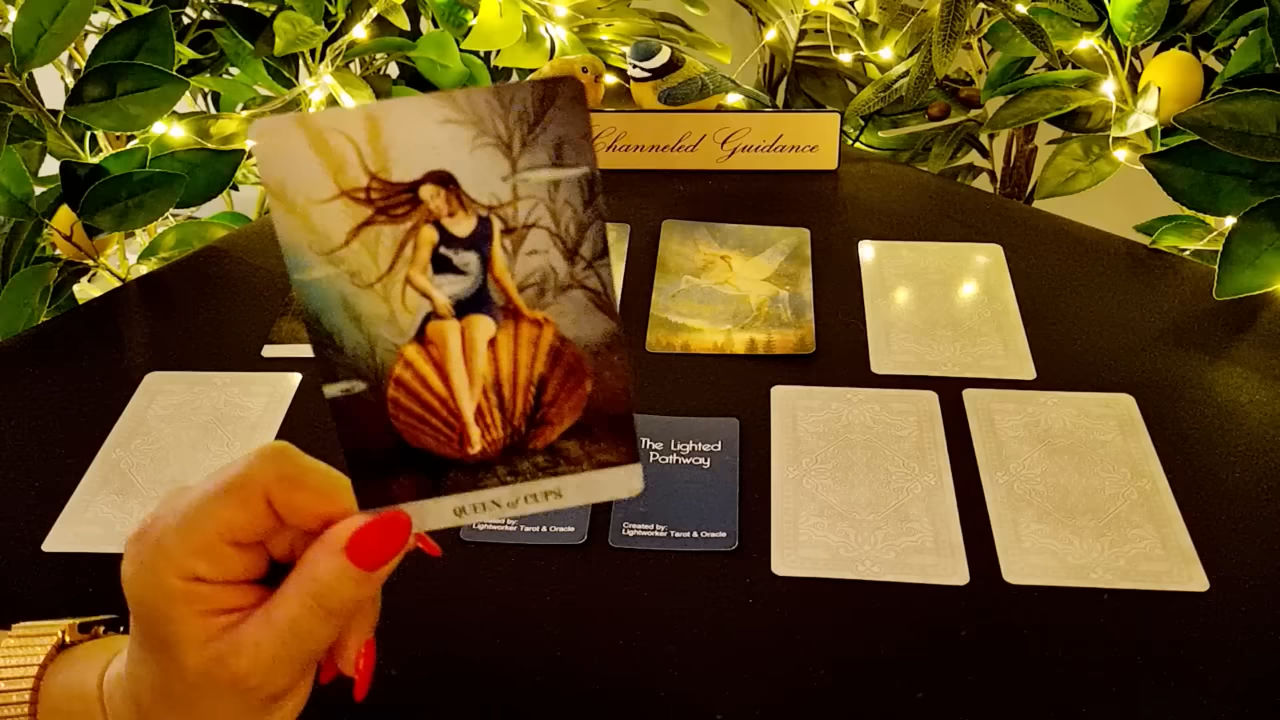 Channeled Guidance
The Lighted
Pathway
QUEEN of CUPS
Created by:
Lightworker Tarot & Oracle
Created by:
Lightworker Tarot & Oracle